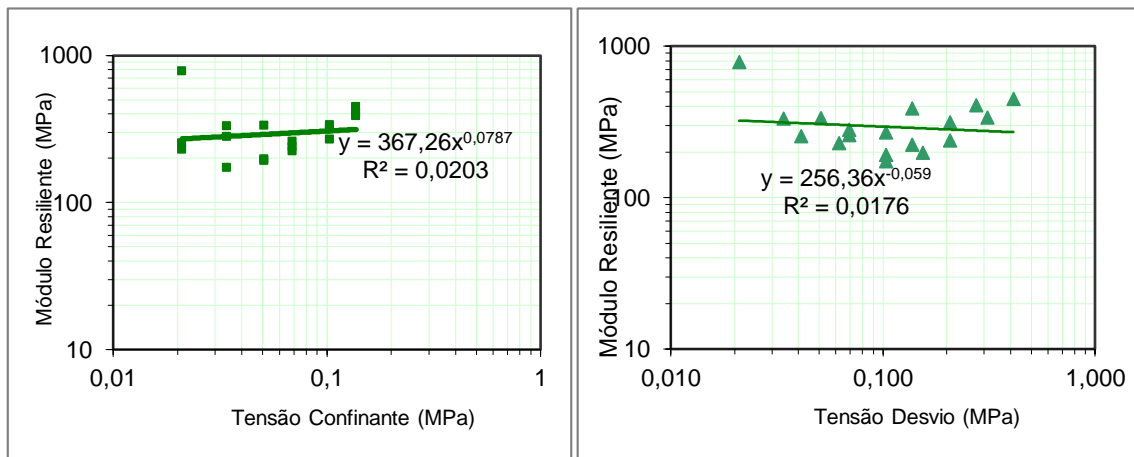 1000
100
10
0,01
0,1
1
Módulo Resiliente (MPa)
Tensão Confinante (MPa)
y = 367,26x^0,0787
R² = 0,0203
1000
100
10
0,010
0,100
1,000
Módulo Resiliente (MPa)
Tensão Desvio (MPa)
y = 256,36x^-0,059
R² = 0,0176